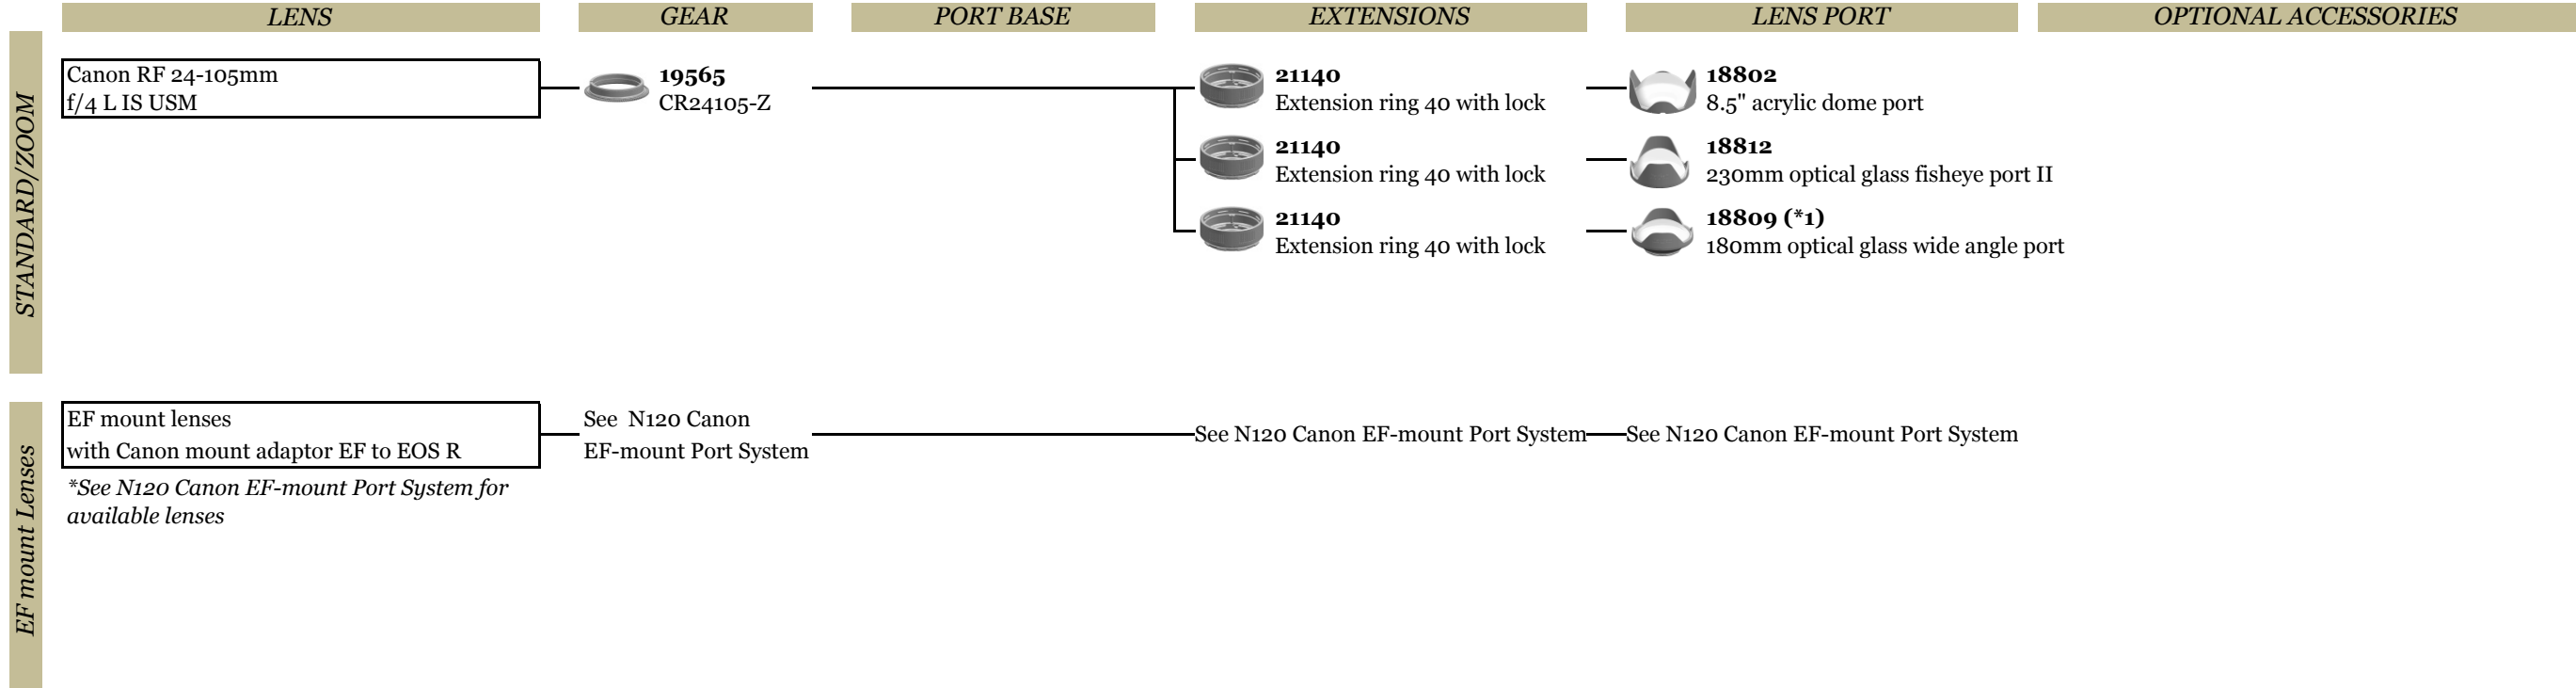 LENS
GEAR
PORT BASE
EXTENSIONS
LENS PORT
OPTIONAL ACCESSORIES
STANDARD/ZOOM
Canon RF 24-105mm
f/4 L IS USM
19565
CR24105-Z
21140
Extension ring 40 with lock
18802
8.5" acrylic dome port
21140
Extension ring 40 with lock
18812
230mm optical glass fisheye port II
21140
Extension ring 40 with lock
18809 (*1)
180mm optical glass wide angle port
EF mount Lenses
EF mount lenses
with Canon mount adaptor EF to EOS R
*See N120 Canon EF-mount Port System for
available lenses
See N120 Canon
EF-mount Port System
See N120 Canon EF-mount Port System
See N120 Canon EF-mount Port System